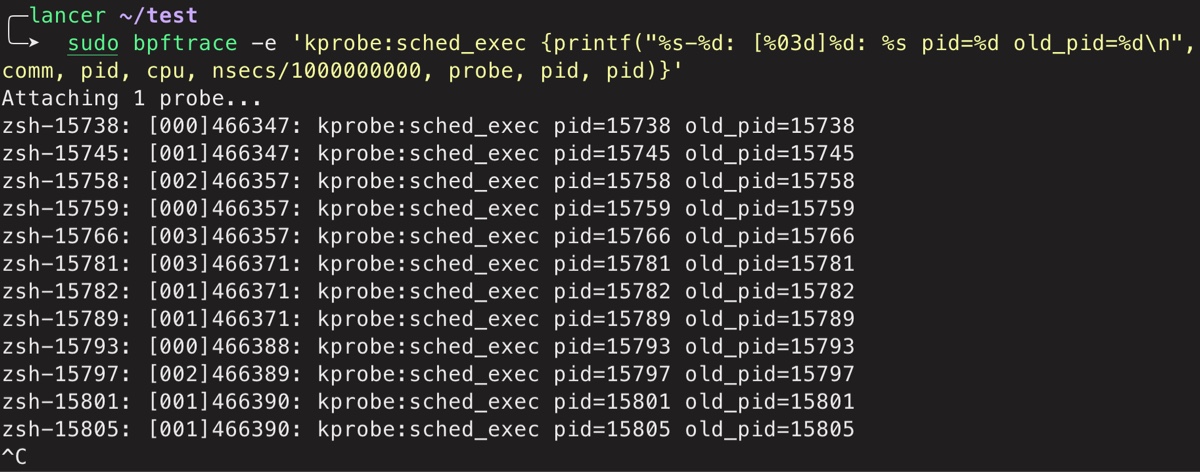 ╭─lancer ~/test
╰─➤  sudo bpftrace -e 'kprobe:sched_exec {printf("%s-%d: [%03d]%d: %s pid=%d old_pid=%d\n",
comm, pid, cpu, nsecs/1000000000, probe, pid, pid)}'
Attaching 1 probe...
zsh-15738: [000]466347: kprobe:sched_exec pid=15738 old_pid=15738
zsh-15745: [001]466347: kprobe:sched_exec pid=15745 old_pid=15745
zsh-15758: [002]466357: kprobe:sched_exec pid=15758 old_pid=15758
zsh-15759: [000]466357: kprobe:sched_exec pid=15759 old_pid=15759
zsh-15766: [003]466357: kprobe:sched_exec pid=15766 old_pid=15766
zsh-15781: [003]466371: kprobe:sched_exec pid=15781 old_pid=15781
zsh-15782: [001]466371: kprobe:sched_exec pid=15782 old_pid=15782
zsh-15789: [001]466371: kprobe:sched_exec pid=15789 old_pid=15789
zsh-15793: [000]466388: kprobe:sched_exec pid=15793 old_pid=15793
zsh-15797: [002]466389: kprobe:sched_exec pid=15797 old_pid=15797
zsh-15801: [001]466390: kprobe:sched_exec pid=15801 old_pid=15801
zsh-15805: [001]466390: kprobe:sched_exec pid=15805 old_pid=15805
^C